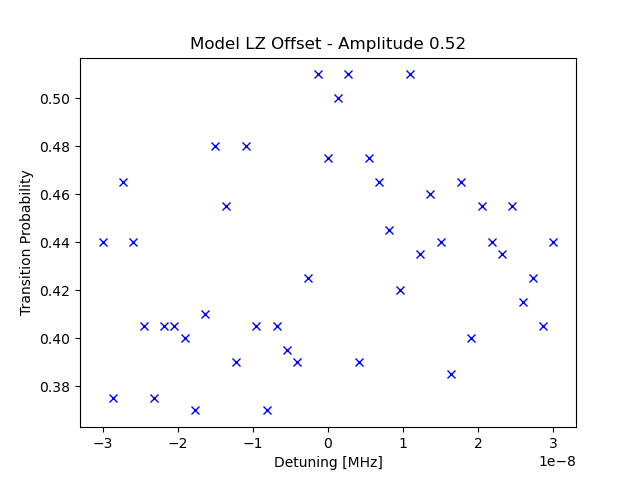 Model LZ Offset - Amplitude 0.52
0.50
0.48
0.46
0.44
0.42
0.40
0.38
Transition Probability
−3 −2 −1 0 1 2 3
1e−8
Detuning [MHz]